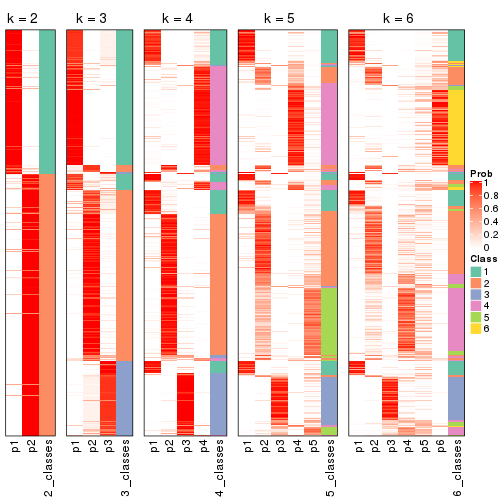 k = 2
k = 3
k = 4
k = 5
k = 6
p1
p2
2_classes
p1
p2
p3
3_classes
p1
p2
p3
p4
4_classes
p1
p2
p3
p4
p5
5_classes
p1
p2
p3
p4
p5
p6
6_classes
Prob
1
0.8
0.6
0.4
0.2
0
Class
1
2
3
4
5
6